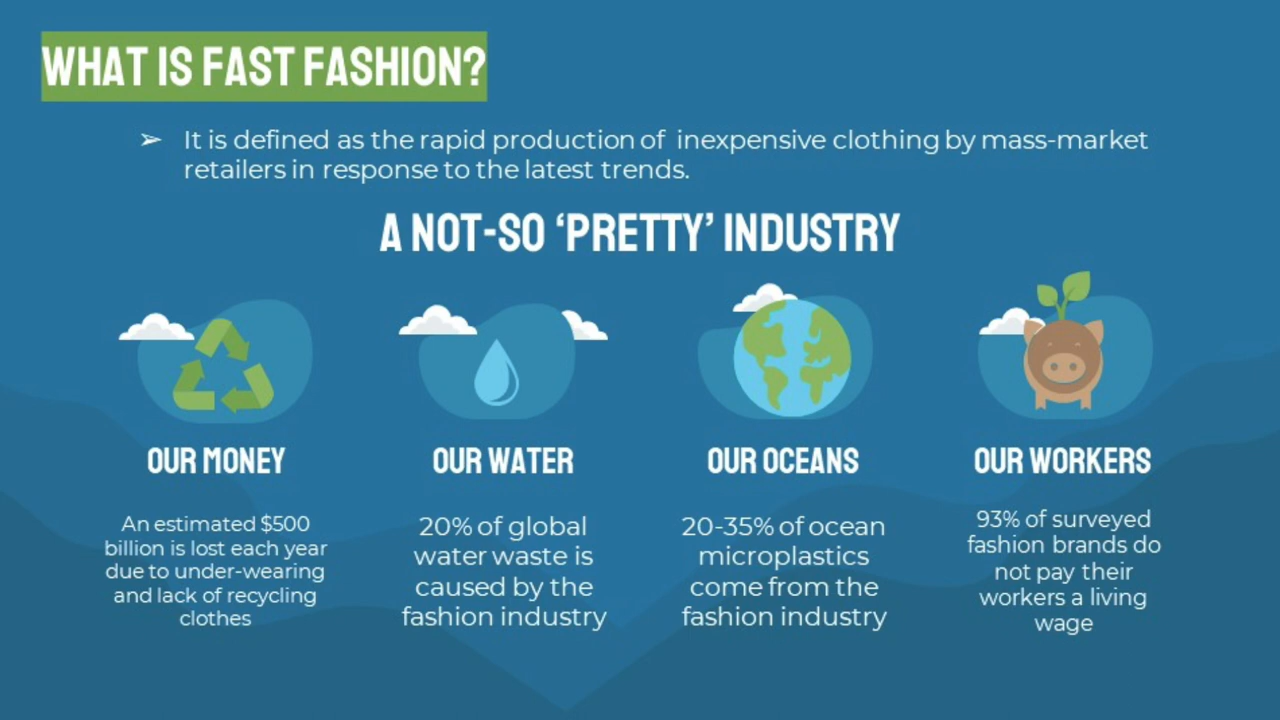 WHAT IS FAST FASHION?
➢ It is defined as the rapid production of inexpensive clothing by mass-market
retailers in response to the latest trends.
A NOT-SO ‘PRETTY’ INDUSTRY
OUR MONEY
An estimated $500
billion is lost each year
due to under-wearing
and lack of recycling
clothes
OUR WATER
20% of global
water waste is
caused by the
fashion industry
OUR OCEANS
20-35% of ocean
microplastics
come from the
fashion industry
OUR WORKERS
93% of surveyed
fashion brands do
not pay their
workers a living
wage